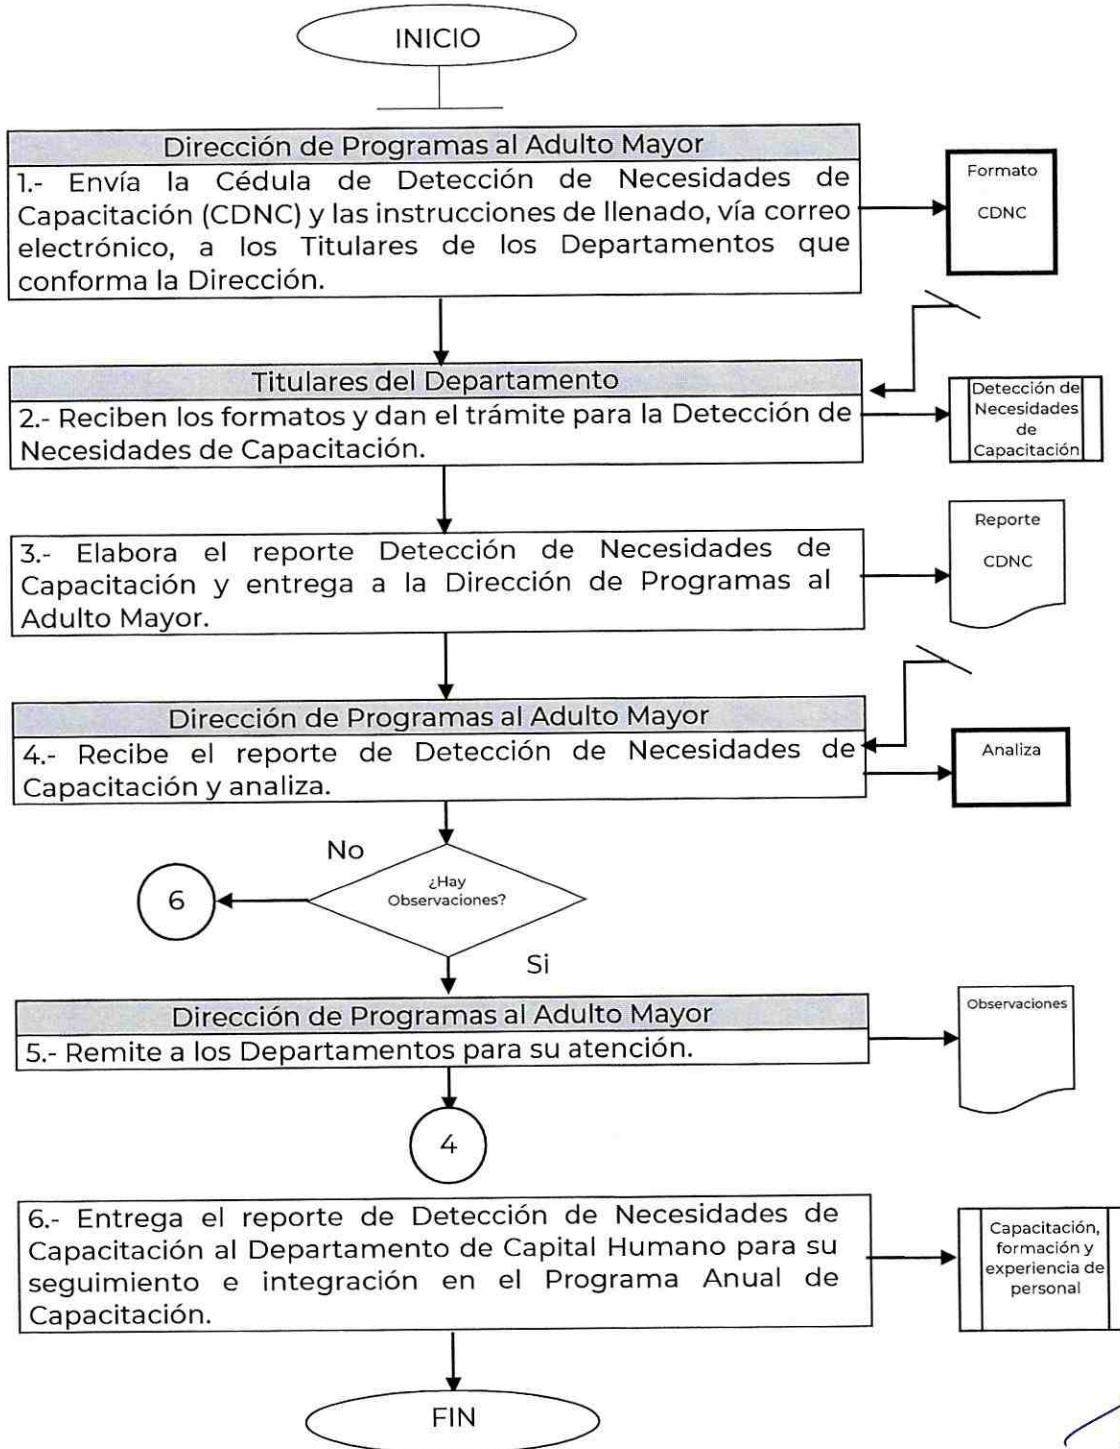 INICIO
Dirección de Programas al Adulto Mayor
1.- Envía la Cédula de Detección de Necesidades de
Capacitación (CDNC) y las instrucciones de llenado, vía correo
electrónico, a los Titulares de los Departamentos que
conforma la Dirección.
Formato
CDNC
Titulares del Departamento
2.- Reciben los formatos y dan el trámite para la Detección de
Necesidades de Capacitación.
Detección de
Necesidades
de
Capacitación
3.- Elabora el reporte Detección de Necesidades de
Capacitación y entrega a la Dirección de Programas al
Adulto Mayor.
Reporte
CDNC
Dirección de Programas al Adulto Mayor
4.- Recibe el reporte de Detección de Necesidades de
Capacitación y analiza.
Analiza
No
6
¿Hay
Observaciones?
Si
Dirección de Programas al Adulto Mayor
5.- Remite a los Departamentos para su atención.
Observaciones
4
6.- Entrega el reporte de Detección de Necesidades de
Capacitación al Departamento de Capital Humano para su
seguimiento e integración en el Programa Anual de
Capacitación.
Capacitación,
formación y
experiencia de
personal
FIN